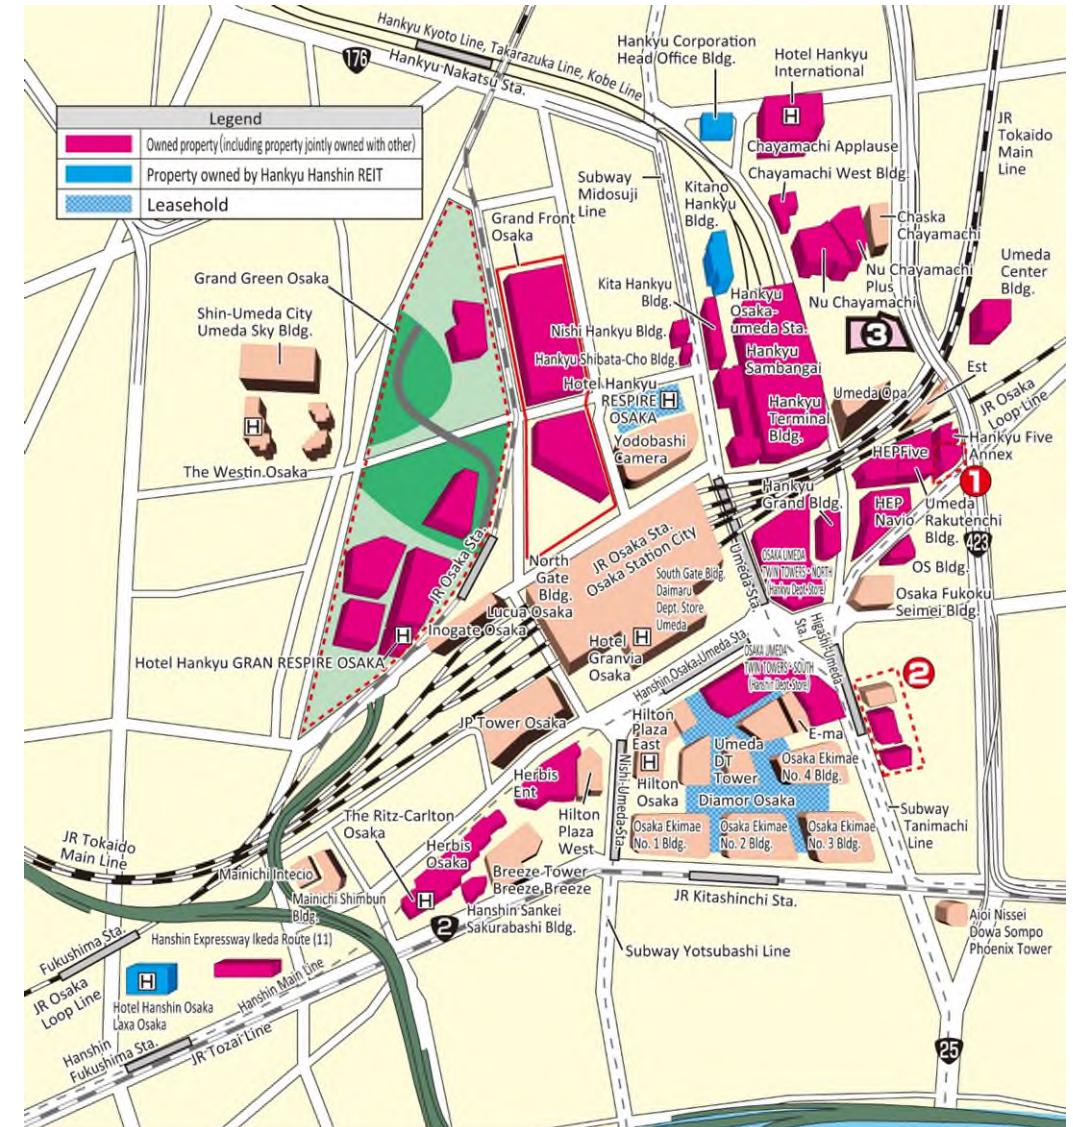 Hankyu Kyoto Line, Takarazuka Line, Kobe Line
176
Hankyu Nakatsu Sta.
Hankyu Corporation
Head Office Bldg.
Hotel Hankyu
International
H
Legend
Owned property (including property jointly owned with other)
Property owned by Hankyu Hanshin REIT
Leasehold
JR
Tokaido
Main
Line
Chayamachi Applause
Chayamachi West Bldg.
Subway
Midosuji
Line
Kitano
Hankyu
Bldg.
Chaska
Chayamachi
Grand Front
Osaka
Nu Chayamachi
Plus
Nu Chayamachi
Umeda
Center
Bldg.
Grand Green Osaka
Shin-Umeda City
Umeda Sky Bldg.
Kita Hankyu
Bldg.
Hankyu
Osaka-
umeda Sta.
Nishi Hankyu Bldg.
Hankyu Shibata-Cho Bldg.
Hankyu
Sambangai
3
Est
Hotel Hankyu
RESPIRE
OSAKA
H
Hankyu
Terminal
Bldg.
Umeda Opa
JR Osaka
Loop Line
H
The Westin Osaka
Yodobashi
Camera
HEPFive
Hankyu Five
Annex
1
Hankyu
Grand Bldg.
HEP
Navio
Umeda
Rakutenchi
Bldg.
423
OS Bldg.
JR Osaka Sta.
JR Osaka Sta.
Osaka Station City
Umeda Sta.
OSAKA UMEDA
TWIN TOWERS・NORTH
(Hankyu Dept. Store)
North
Gate
Bldg.
Lucua Osaka
South Gate Bldg.
Daimaru
Dept. Store
Umeda
Osaka Fukoku
Seimei Bldg.
Inogate Osaka
Hotel
Granvia
Osaka
H
Higashi-Umeda
Sta.
H
Hotel Hankyu GRAN RESPIRE OSAKA
Hanshin Osaka-Umeda Sta.
OSAKA UMEDA
TWIN TOWERS・SOUTH
(Hanshin Dept. Store)
2
JP Tower Osaka
Hilton
Plaza
East
E-ma
H
Hilton
Osaka
Umeda
DT
Tower
Osaka Ekimae
No. 4 Bldg.
Herbis
Ent
Nishi-Umeda Sta.
Diamor Osaka
Hilton
Plaza
West
Osaka Ekimae
No. 1 Bldg.
Osaka Ekimae
No. 2 Bldg.
Osaka Ekimae
No. 3 Bldg.
Subway
Tanimachi
Line
The Ritz-Carlton
Osaka
Herbis
Osaka
JR Tokaido
Main Line
Mainichi Intecio
Breeze Tower
Breeze Breeze
JR Kitashinchi Sta.
Mainichi Shimbun
Bldg.
H
Hanshin Sankei
Sakurabashi Bldg.
2
Aioi Nissei
Dowa Sompo
Phoenix Tower
Fukushima Sta.
Hanshin Expressway Ikeda Route (11)
Subway Yotsubashi Line
JR Osaka
Loop Line
H
Hotel Hanshin Osaka
Laxa Osaka
Hanshin Main Line
Hanshin
Fukushima Sta.
JR Tozai Line
25